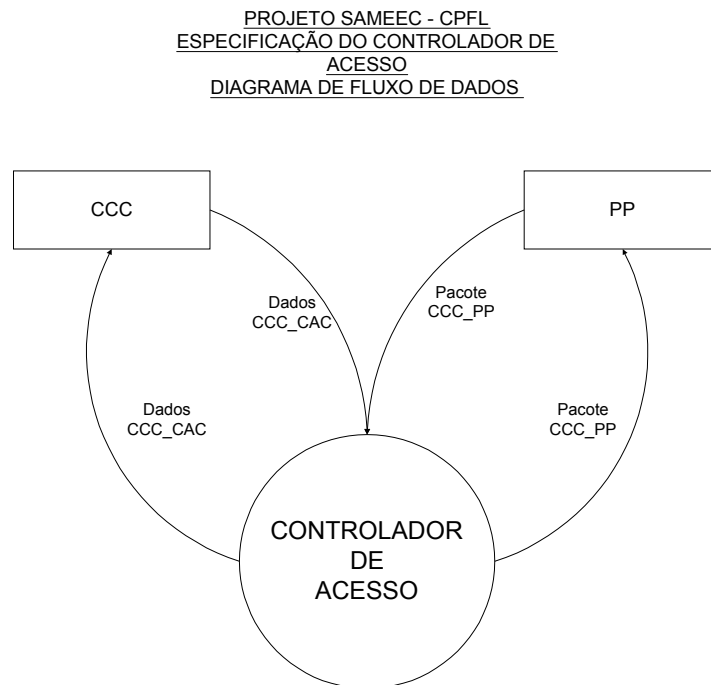 PROJETO SAMEEC - CPFL
ESPECIFICAÇÃO DO CONTROLADOR DE
ACESSO
DIAGRAMA DE FLUXO DE DADOS
CCC
PP
Dados
CCC_CAC
Pacote
CCC_PP
Dados
CCC_CAC
Pacote
CCC_PP
CONTROLADOR
DE
ACESSO